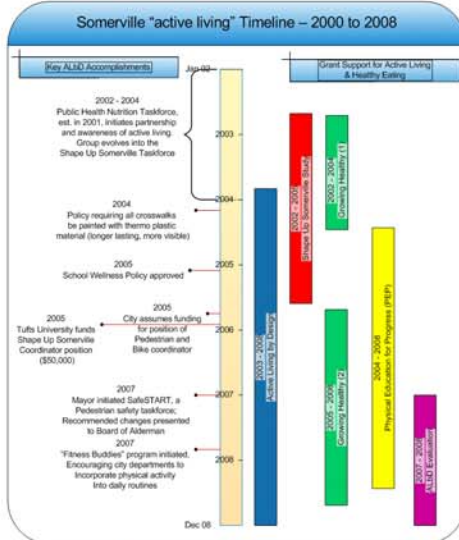 Somerville “active living” Timeline – 2000 to 2008
Key ALbD Accomplishments
Jan 02
Grant Support for Active Living
& Healthy Eating
2002 - 2004
Public Health Nutrition Taskforce,
est. in 2001, initiates partnership
and awareness of active living.
Group evolves into the
Shape Up Somerville Taskforce
2003
2004
2004
Policy requiring all crosswalks
be painted with thermo plastic
material (longer lasting, more visible)
2005
2005
School Wellness Policy approved
2005
Tufts University funds
Shape Up Somerville
Coordinator position
($50,000)
2005
City assumes funding
for position of
Pedestrian and
Bike coordinator
2006
2007
2007
Mayor initiated SafeSTART, a
Pedestrian safety taskforce;
Recommended changes presented
to Board of Alderman
2007
“Fitness Buddies” program initiated,
Encouraging city departments to
Incorporate physical activity
Into daily routines
2008
Dec 08
Active Living by Design
Shape Up Somerville Study
2002 - 2004
Growing Healthy (1)
Growing Healthy (2)
Physical Education for Progress (PEP)
ALbD Evaluation